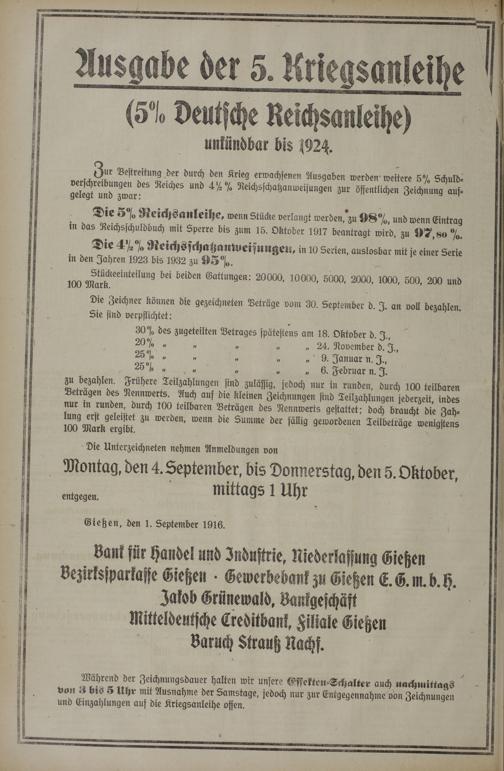 Ausgabe der 5. Kriegsanleihe
(5% Deutsche Reichsanleihe)
unkündbar bis 1924.
Zur Bestreitung der durch den Krieg erwachsenen Ausgaben werden weitere 5% Schuld-
verschreibungen des Reiches und 4½% Reichsschatzanweisungen zur öffentlichen Zeichnung auf-
gelegt und zwar:
Die 5% Reichsanleihe, wenn Stücke verlangt werden, zu 98%, und wenn Eintrag
in das Reichsschuldbuch mit Sperre bis zum 15. Oktober 1917 beantragt wird, zu 97,80 %.
Die 4½% Reichsschatzanweisungen, in 10 Serien, auslosbar mit je einer Serie
in den Jahren 1923 bis 1932 zu 95%.
Stückeeinteilung bei beiden Gattungen: 20000, 10000, 5000, 2000, 1000, 500, 200 und
100 Mark.
Die Zeichner können die gezeichneten Beträge vom 30. September d. J. an voll bezahlen.
Sie sind verpflichtet:
30% des zugeteilten Betrages spätestens am 18. Oktober d. J.,
20% „ „ „ „ „ 24. November d. J.,
25% „ „ „ „ „ 9. Januar n. J.,
25% „ „ „ „ „ 6. Februar n. J.
zu bezahlen. Frühere Teilzahlungen sind zulässig, jedoch nur in runden, durch 100 teilbaren
Beträgen des Nennwerts. Auch auf die kleinen Zeichnungen sind Teilzahlungen jederzeit, indes
nur in runden, durch 100 teilbaren Beträgen des Nennwerts gestattet; doch braucht die Zah-
lung erst geleistet zu werden, wenn die Summe der fällig gewordenen Teilbeträge wenigstens
100 Mark ergibt.
Die Unterzeichneten nehmen Anmeldungen von
Montag, den 4. September, bis Donnerstag, den 5. Oktober,
mittags 1 Uhr
entgegen.
Gießen, den 1. September 1916.
Bank für Handel und Industrie, Niederlassung Gießen
Bezirkssparkasse Gießen · Gewerbebank zu Gießen E. G. m. b. H.
Jakob Grünewald, Bankgeschäft
Mitteldeutsche Creditbank, Filiale Gießen
Baruch Strauß Nachf.
Während der Zeichnungsdauer halten wir unsere Effekten-Schalter auch nachmittags
von 3 bis 5 Uhr mit Ausnahme der Samstage, jedoch nur zur Entgegennahme von Zeichnungen
und Einzahlungen auf die Kriegsanleihe offen.